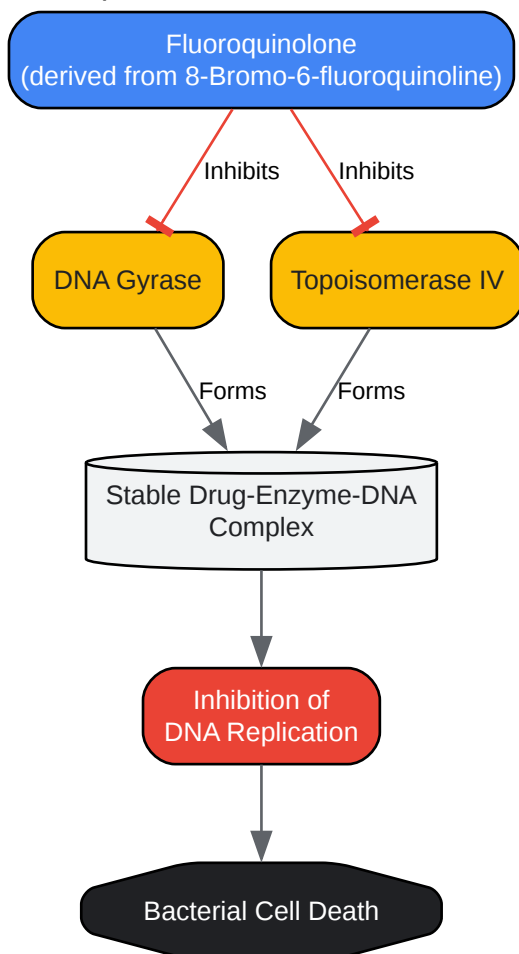 Fluoroquinolone
(derived from 8-Bromo-6-fluoroquinoline)
Inhibits
Inhibits
DNA Gyrase
Topoisomerase IV
Forms
Forms
Stable Drug-Enzyme-DNA
Complex
Inhibition of
DNA Replication
Bacterial Cell Death